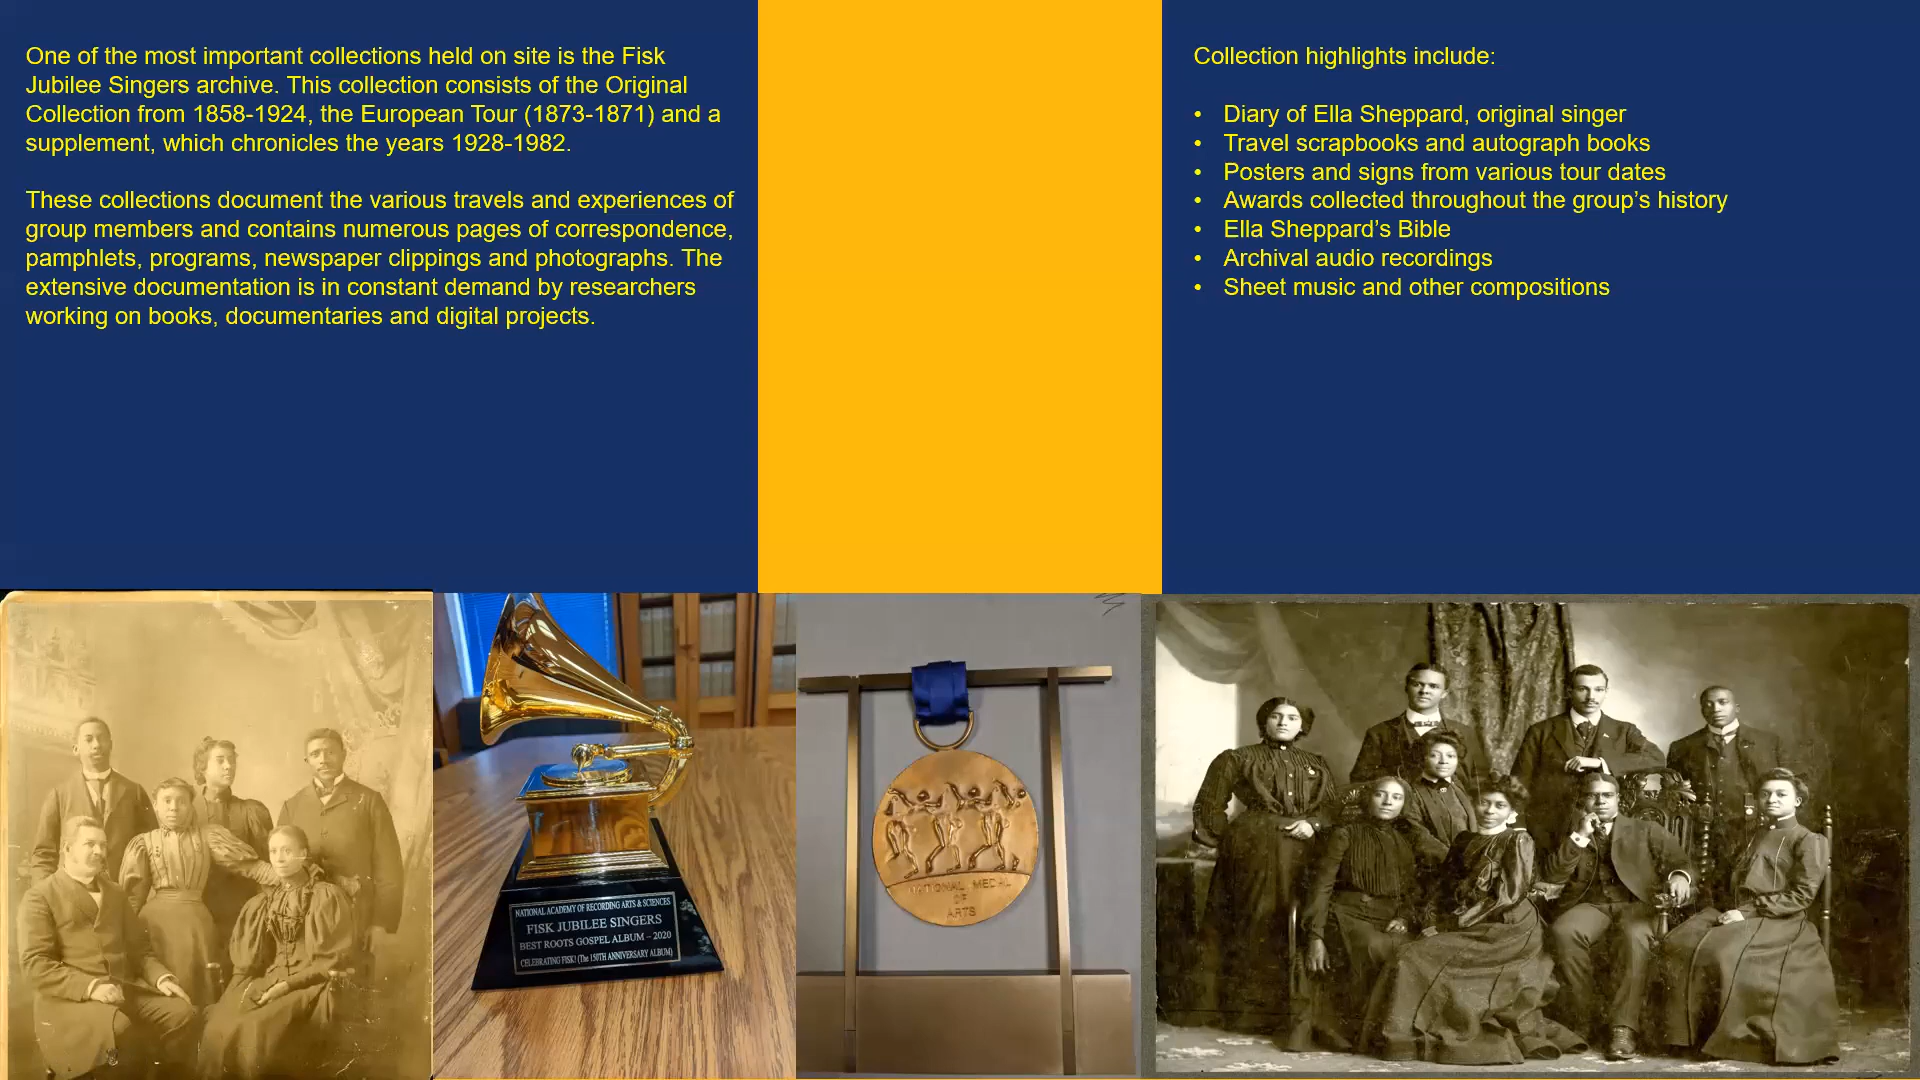 One of the most important collections held on site is the Fisk
Jubilee Singers archive. This collection consists of the Original
Collection from 1858-1924, the European Tour (1873-1871) and a
supplement, which chronicles the years 1928-1982.
These collections document the various travels and experiences of
group members and contains numerous pages of correspondence,
pamphlets, programs, newspaper clippings and photographs. The
extensive documentation is in constant demand by researchers
working on books, documentaries and digital projects.
Collection highlights include:
• Diary of Ella Sheppard, original singer
• Travel scrapbooks and autograph books
• Posters and signs from various tour dates
• Awards collected throughout the group’s history
• Ella Sheppard’s Bible
• Archival audio recordings
• Sheet music and other compositions
NATIONAL ACADEMY OF RECORDING ARTS & SCIENCES
FISK JUBILEE SINGERS
BEST ROOTS GOSPEL ALBUM – 2020
CELEBRATING FISK! (The 150TH ANNIVERSARY ALBUM)
NATIONAL MEDAL
OF
ARTS